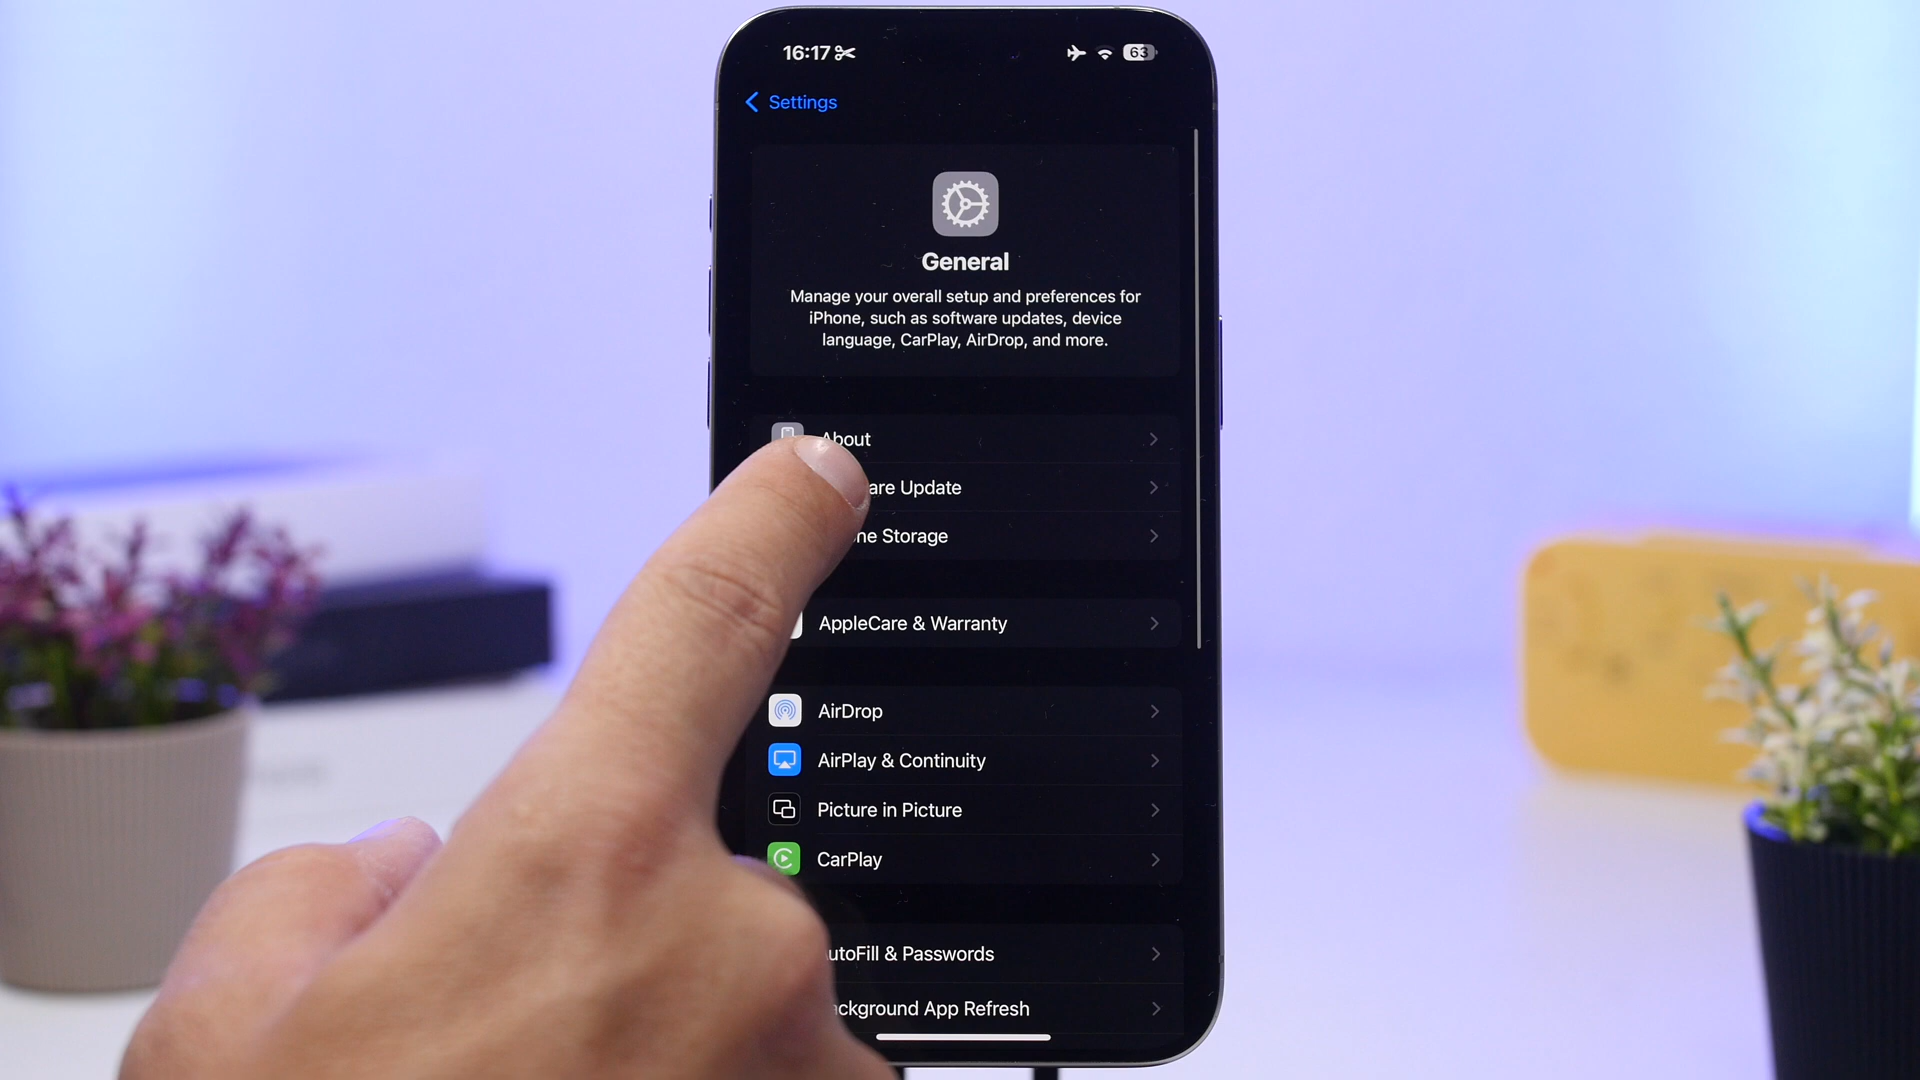 16:17
63
Settings
General
Manage your overall setup and preferences for
iPhone, such as software updates, device
language, CarPlay, AirDrop, and more.
About
are Update
ne Storage
AppleCare & Warranty
AirDrop
AirPlay & Continuity
Picture in Picture
CarPlay
utoFill & Passwords
ckground App Refresh